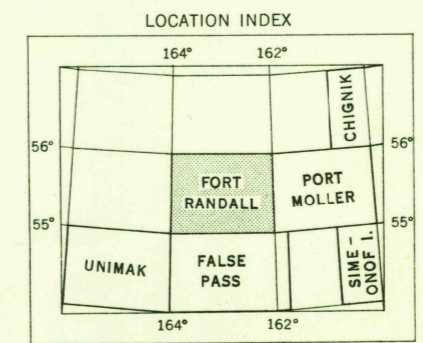 LOCATION INDEX
164° 162°
CHIGNIK
56° 56°
FORT
RANDALL
PORT
MOLLER
55° 55°
UNIMAK
FALSE
PASS
SIME-
ONOF I.
164° 162°